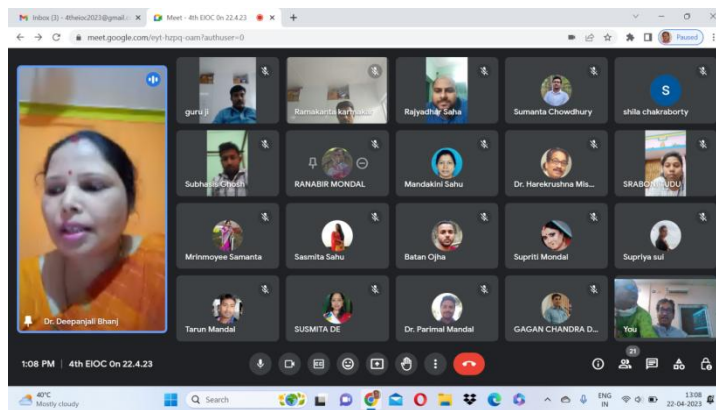 Inbox (3) - 4theioc2023@gmail.c
Meet - 4th EIOC On 22.4.23
meet.google.com/eyt-hzpq-oam?authuser=0
Paused
guru ji
Ramakanta karmakar
Rajyadhar Saha
Sumanta Chowdhury
S
shila chakraborty
Subhasis Ghosh
RANABIR MONDAL
Mandakini Sahu
Dr. Harekrushna Mis...
Mrinmoyee Samanta
Sasmita Sahu
Batan Ojha
Supriti Mondal
Supriya sui
Dr. Deepanjali Bhanj
Tarun Mandal
SUSMITA DE
Dr. Parimal Mandal
GAGAN CHANDRA D...
You
1:08 PM | 4th EIOC 0n 22.4.23
21
40°C
Mostly cloudy
Search
ENG
IN
13:08
22-04-2023